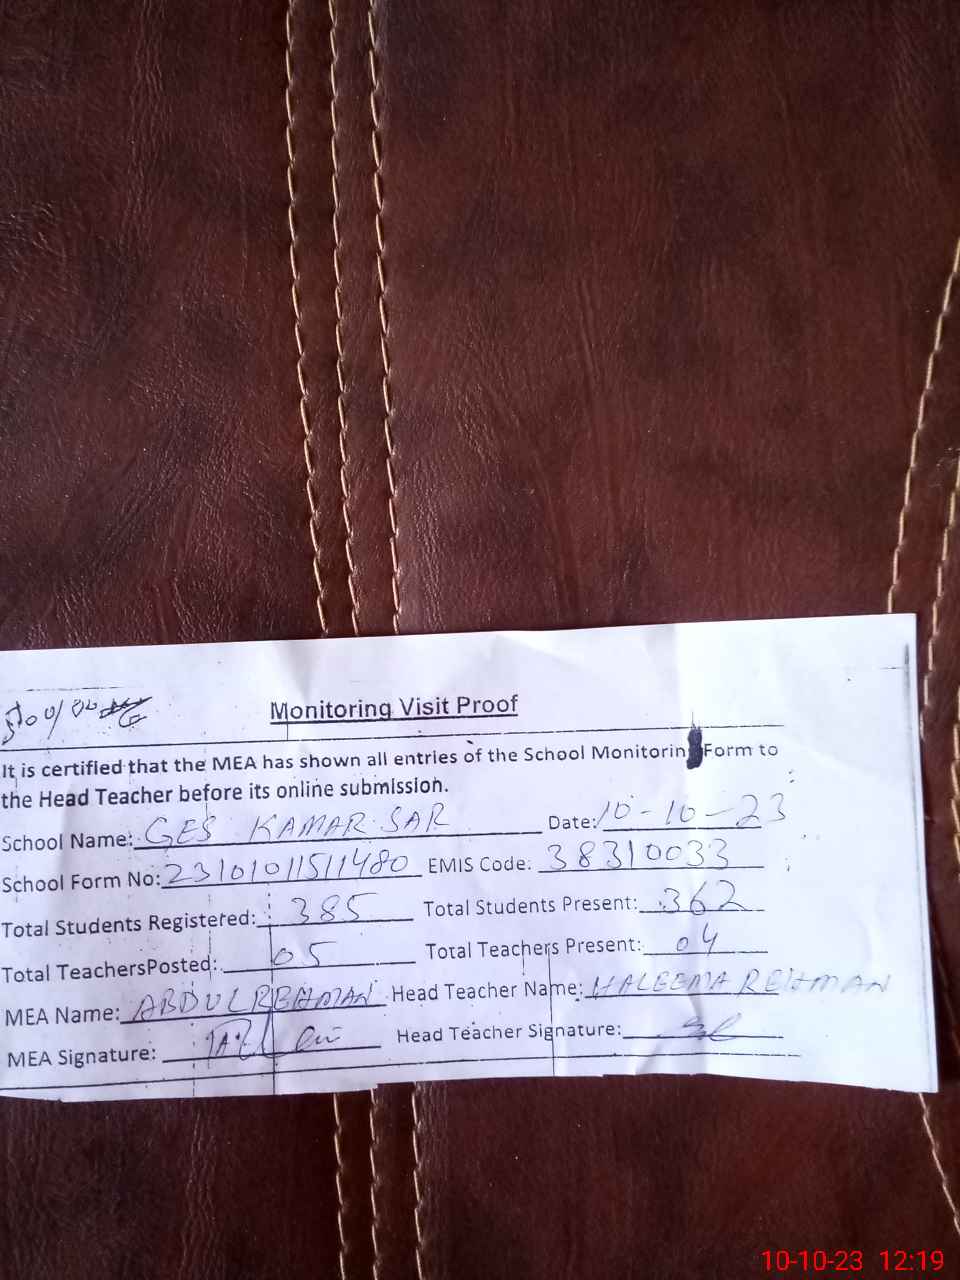 Monitoring Visit Proof
It is certified that the MEA has shown all entries of the School Monitoring Form to
the Head Teacher before its online submission.
School Name: GES KAMAR SAR Date: 10-10-23
School Form No: 23101011511480 EMIS Code: 38310033
Total Students Registered: 385 Total Students Present: 362
Total TeachersPosted: 05 Total Teachers Present: 04
MEA Name: ABDUL REHMAN Head Teacher Name: HALEEMA REHMAN
MEA Signature: Head Teacher Signature:
10-10-23 12:19